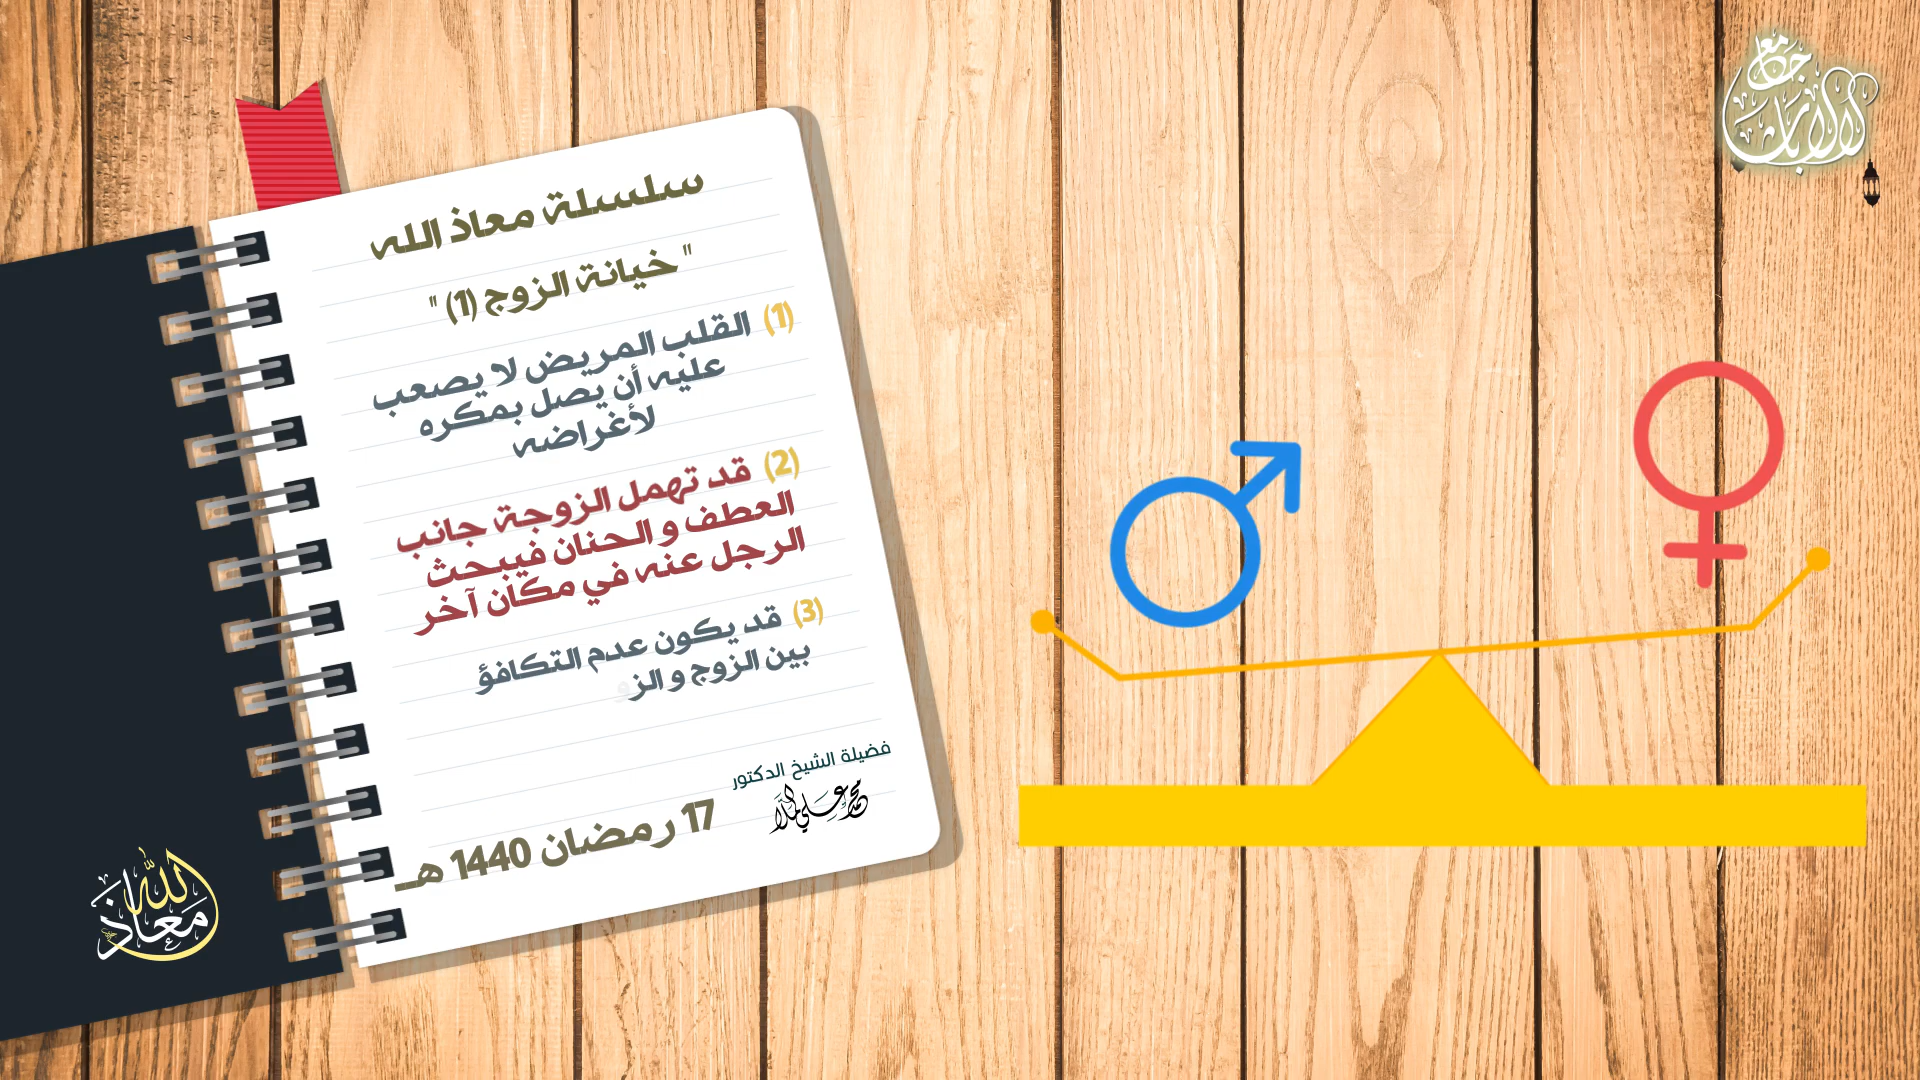 سلسلة معاذ الله
" خيانة الزوج (1) "
(1) القلب المريض لا يصعب
عليه أن يصل بمكره
لأغراضه
(2) قد تهمل الزوجة جانب
العطف و الحنان فيبحث
الرجل عنه في مكان آخر
(3) قد يكون عدم التكافؤ
بين الزوج و الزو
فضيلة الشيخ الدكتور
محمد علي الملا
17 رمضان 1440 هـ
معاذ الله